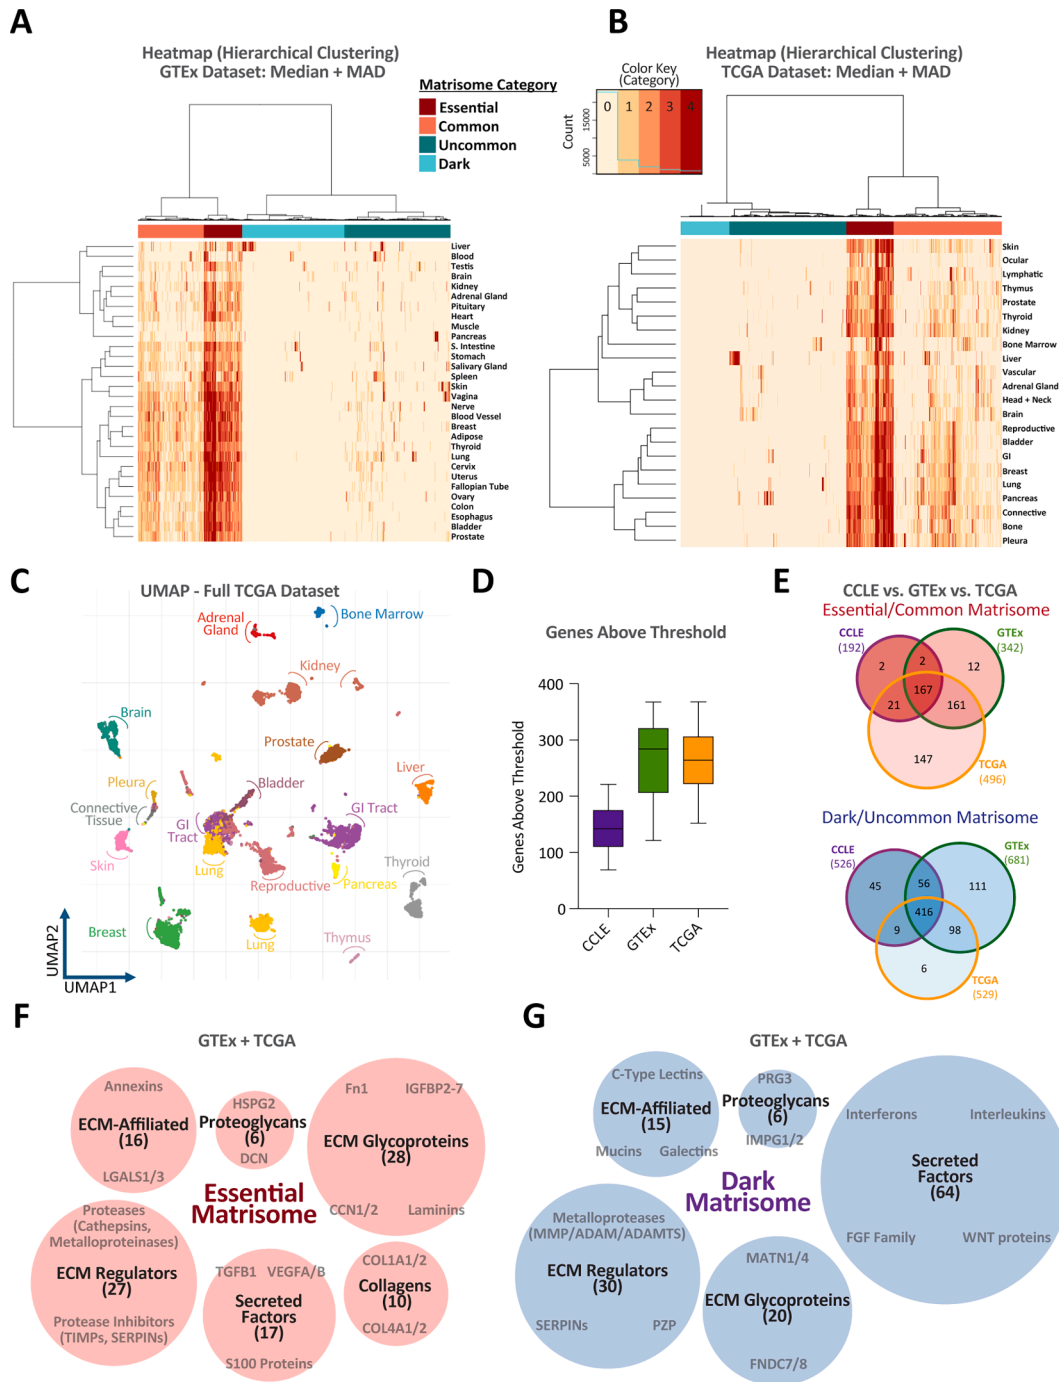 A
Heatmap (Hierarchical Clustering)
GTEx Dataset: Median + MAD
Matrisome Category
Essential
Common
Uncommon
Dark
Liver
Blood
Testis
Brain
Kidney
Adrenal Gland
Pituitary
Heart
Muscle
Pancreas
S. Intestine
Stomach
Salivary Gland
Spleen
Skin
Vagina
Nerve
Blood Vessel
Breast
Adipose
Thyroid
Lung
Cervix
Uterus
Fallopian Tube
Ovary
Colon
Esophagus
Bladder
Prostate
B
Heatmap (Hierarchical Clustering)
TCGA Dataset: Median + MAD
Color Key
(Category)
0 1 2 3 4
Count
5000 15000
Skin
Ocular
Lymphatic
Thymus
Prostate
Thyroid
Kidney
Bone Marrow
Liver
Vascular
Adrenal Gland
Head + Neck
Brain
Reproductive
Bladder
GI
Breast
Lung
Pancreas
Connective
Bone
Pleura
C
UMAP - Full TCGA Dataset
Adrenal
Gland
Bone Marrow
Kidney
Brain
Prostate
Liver
Pleura
Bladder
Connective
Tissue
GI
Tract
GI Tract
Skin
Lung
Reproductive
Pancreas
Thyroid
Breast
Lung
Thymus
UMAP2
UMAP1
D
Genes Above Threshold
Genes Above Threshold
400
300
200
100
0
CCLE
GTEx
TCGA
E
CCLE vs. GTEx vs. TCGA
Essential/Common Matrisome
CCLE
(192)
GTEx
(342)
2
2
12
167
21
161
147
TCGA
(496)
Dark/Uncommon Matrisome
CCLE
(526)
GTEx
(681)
45
56
111
416
9
98
6
TCGA
(529)
F
GTEx + TCGA
Annexins
ECM-Affiliated
(16)
LGALS1/3
HSPG2
Proteoglycans
(6)
DCN
Fn1
IGFBP2-7
ECM Glycoproteins
(28)
CCN1/2
Laminins
Essential
Matrisome
Proteases
(Cathepsins,
Metalloproteinases)
ECM Regulators
(27)
Protease Inhibitors
(TIMPs, SERPINs)
TGFB1
VEGFA/B
Secreted
Factors
(17)
S100 Proteins
COL1A1/2
Collagens
(10)
COL4A1/2
G
GTEx + TCGA
C-Type Lectins
ECM-Affiliated
(15)
Mucins
Galectins
PRG3
Proteoglycans
(6)
IMPG1/2
Interferons
Interleukins
Secreted
Factors
(64)
FGF Family
WNT proteins
Dark
Matrisome
Metalloproteases
(MMP/ADAM/ADAMTS)
ECM Regulators
(30)
SERPINs
PZP
MATN1/4
ECM Glycoproteins
(20)
FNDC7/8